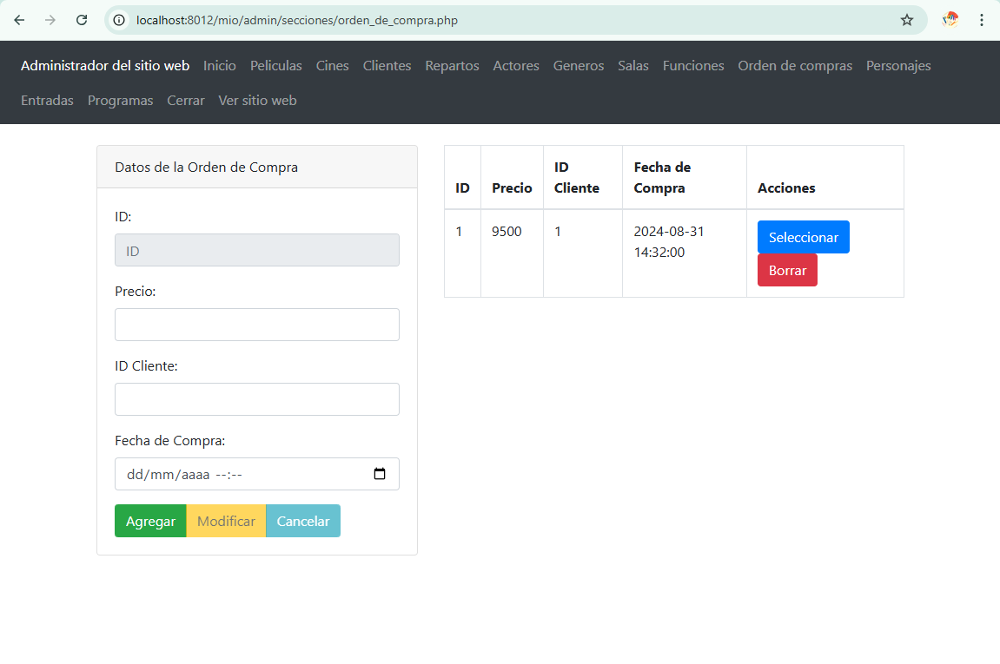 localhost:8012/mio/admin/secciones/orden_de_compra.php
Administrador del sitio web Inicio Peliculas Cines Clientes Repartos Actores Generos Salas Funciones Orden de compras Personajes
Entradas Programas Cerrar Ver sitio web
Datos de la Orden de Compra
ID:
ID
Precio:
ID Cliente:
Fecha de Compra:
dd/mm/aaaa --:--
Agregar Modificar Cancelar
ID Precio ID Cliente Fecha de Compra Acciones
1 9500 1 2024-08-31 14:32:00 Seleccionar
Borrar